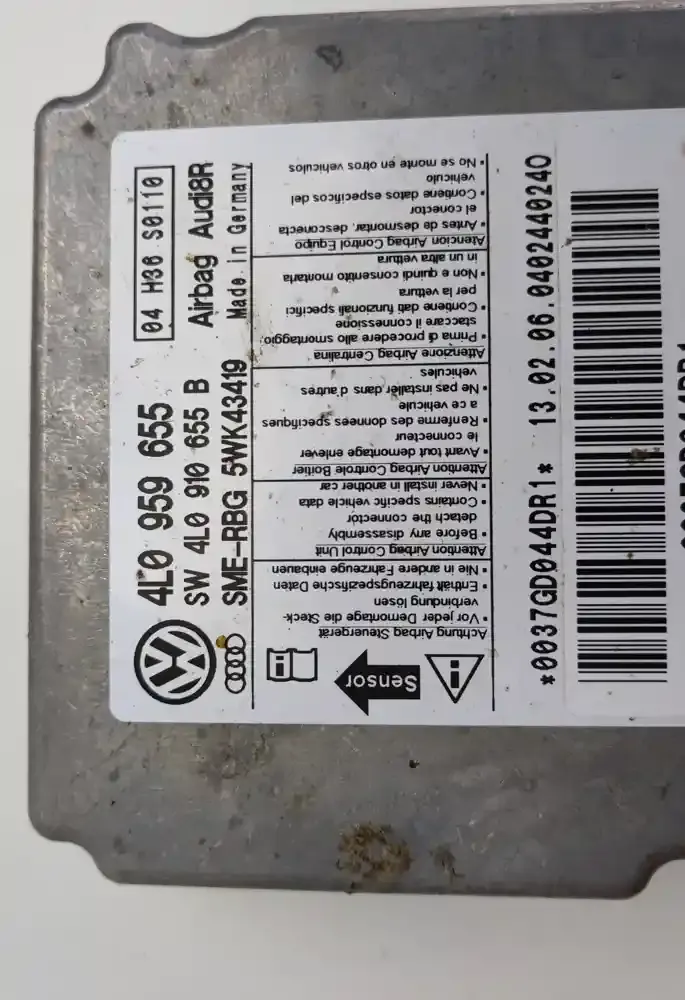 04 H36 S0110
4L0 959 655
SW 4L0 910 655 B
Airbag Audi8R
SME-RBG 5WK43419
Made in Germany
Sensor
Achtung Airbag Steuergerät
• Vor jeder Demontage die Steck-
verbindung lösen
• Enthält fahrzeugspezifische Daten
• Nie in andere Fahrzeuge einbauen
Attention Airbag Control Unit
• Before any disassembly
detach the connector
• Contains specific vehicle data
• Never install in another car
Attention Airbag Controle Boîtier
• Avant tout demontage enlever
le connecteur
• Renferme des donnees specifiques
a ce vehicule
• Ne pas installer dans d'autres
vehicules
Attenzione Airbag Centralina
• Prima di procedere allo smontaggio,
staccare il connessione
• Contiene dati funzionali specifici
per la vettura
• Non e quindi consentito montarla
in un altra vettura
Atencion Airbag Control Equipo
• Antes de desmontar, desconecta
el conector
• Contiene datos especificos del
vehiculo
• No se monte en otros vehiculos
*0037GD044DR1* 13.02.06.0402440240